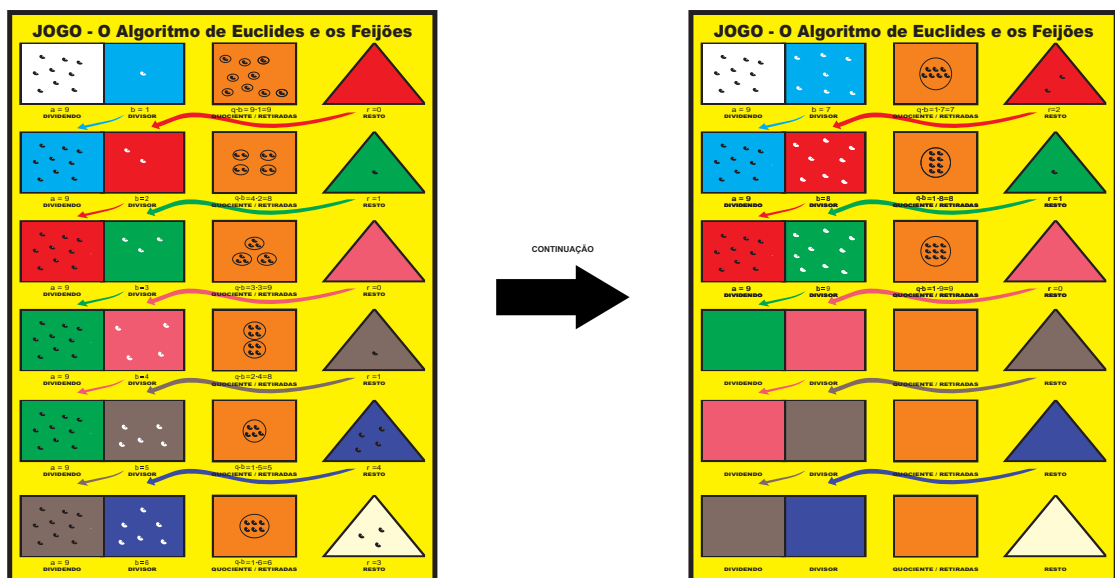 JOGO - O Algoritmo de Euclides e os Feijões
a = 9 b = 1 q·b=9·1=9 r =0
DIVIDENDO DIVISOR QUOCIENTE / RETIRADAS RESTO
a = 9 b=2 q·b=4·2=8 r =1
DIVIDENDO DIVISOR QUOCIENTE / RETIRADAS RESTO
a = 9 b=3 q·b=3·3=9 r =0
DIVIDENDO DIVISOR QUOCIENTE / RETIRADAS RESTO
a = 9 b=4 q·b=2·4=8 r =1
DIVIDENDO DIVISOR QUOCIENTE / RETIRADAS RESTO
a = 9 b=5 q·b=1·5=5 r =4
DIVIDENDO DIVISOR QUOCIENTE / RETIRADAS RESTO
a = 9 b=6 q·b=1·6=6 r =3
DIVIDENDO DIVISOR QUOCIENTE / RETIRADAS RESTO
CONTINUAÇÃO
JOGO - O Algoritmo de Euclides e os Feijões
a = 9 b = 7 q·b=1·7=7 r=2
DIVIDENDO DIVISOR QUOCIENTE / RETIRADAS RESTO
a = 9 b=8 q·b=1·8=8 r =1
DIVIDENDO DIVISOR QUOCIENTE / RETIRADAS RESTO
a = 9 b=9 q·b=1·9=9 r =0
DIVIDENDO DIVISOR QUOCIENTE / RETIRADAS RESTO
DIVIDENDO DIVISOR QUOCIENTE / RETIRADAS RESTO
DIVIDENDO DIVISOR QUOCIENTE / RETIRADAS RESTO
DIVIDENDO DIVISOR QUOCIENTE / RETIRADAS RESTO